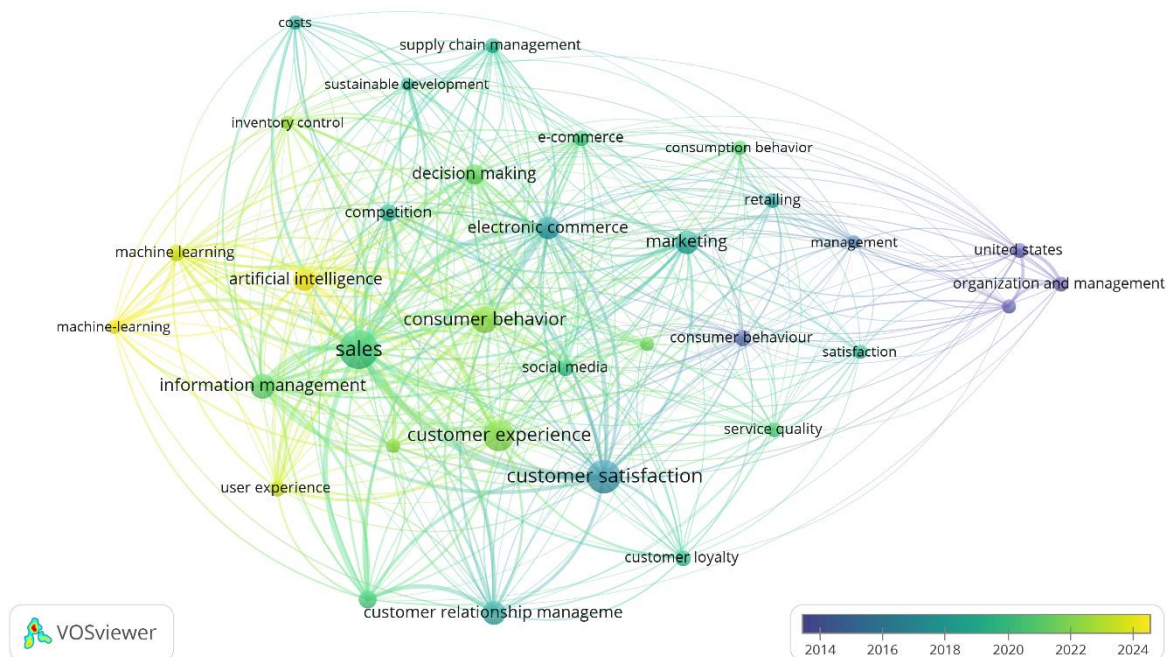 costs
supply chain management
sustainable development
inventory control
e-commerce
consumption behavior
decision making
retailing
competition
electronic commerce
marketing
management
machine learning
united states
artificial intelligence
organization and management
consumer behavior
machine-learning
consumer behaviour
sales
satisfaction
social media
information management
service quality
customer experience
customer satisfaction
user experience
customer loyalty
customer relationship manageme
VOSviewer
2014 2016 2018 2020 2022 2024